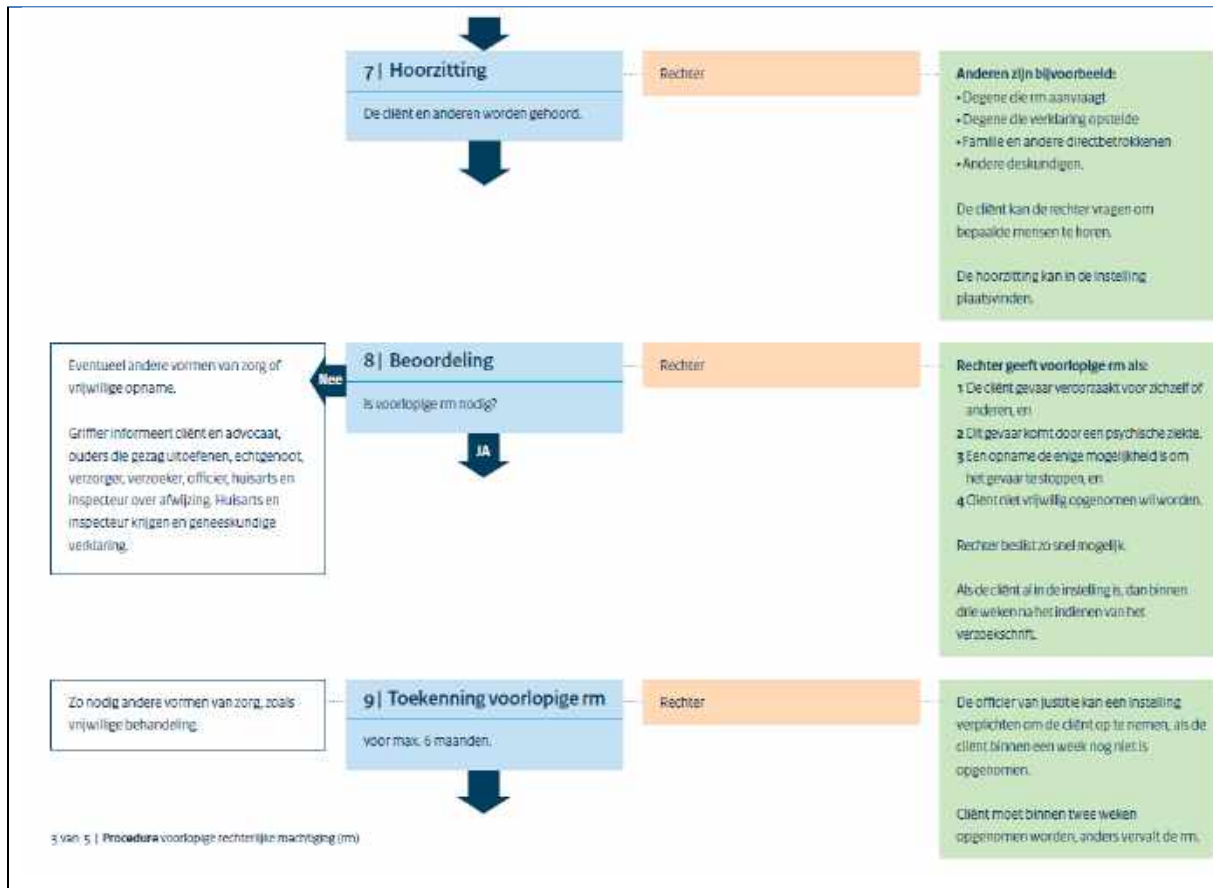 7| Hoorzitting
De cliënt en anderen worden gehoord.
Rechter
Anderen zijn bijvoorbeeld:
• Degene die rm aanvraagt
• Degene die verklaring opstelde
• Familie en andere directbetrokkenen
• Andere deskundigen.
De cliënt kan de rechter vragen om
bepaalde mensen te horen.
De hoorzitting kan in de instelling
plaatsvinden.
Eventueel andere vormen van zorg of
vrijwillige opname.
Griffier informeert cliënt en advocaat,
ouders die gezag uitoefenen, echtgenoot,
verzorger, verzoeker, officier, huisarts en
inspecteur over afwijzing. Huisarts en
inspecteur krijgen en geneeskundige
verklaring.
Nee
8| Beoordeling
Is voorlopige rm nodig?
JA
Rechter
Rechter geeft voorlopige rm als:
1 De cliënt gevaar veroorzaakt voor zichzelf of
anderen, en
2 Dit gevaar komt door een psychische ziekte.
3 Een opname de enige mogelijkheid is om
het gevaar te stoppen, en
4 Cliënt niet vrijwillig opgenomen wil worden.
Rechter beslist zo snel mogelijk.
Als de cliënt al in de instelling is, dan binnen
drie weken na het indienen van het
verzoekschrift.
Zo nodig andere vormen van zorg, zoals
vrijwillige behandeling.
9| Toekenning voorlopige rm
voor max. 6 maanden.
Rechter
De officier van justitie kan een instelling
verplichten om de cliënt op te nemen, als de
cliënt binnen een week nog niet is
opgenomen.
Cliënt moet binnen twee weken
opgenomen worden, anders vervalt de rm.
3 van 5 | Procedure voorlopige rechterlijke machtiging (rm)